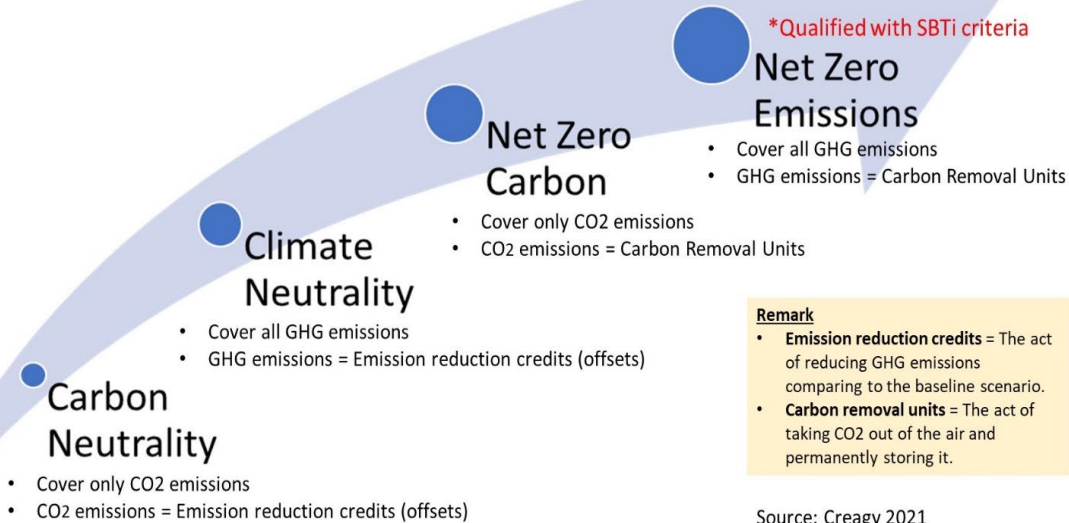 *Qualified with SBTi criteria
Net Zero
Emissions
• Cover all GHG emissions
• GHG emissions = Carbon Removal Units
Net Zero
Carbon
• Cover only CO2 emissions
• CO2 emissions = Carbon Removal Units
Climate
Neutrality
• Cover all GHG emissions
• GHG emissions = Emission reduction credits (offsets)
Carbon
Neutrality
• Cover only CO2 emissions
• CO2 emissions = Emission reduction credits (offsets)
Remark
• Emission reduction credits = The act
of reducing GHG emissions
comparing to the baseline scenario.
• Carbon removal units = The act of
taking CO2 out of the air and
permanently storing it.
Source: Creagy 2021